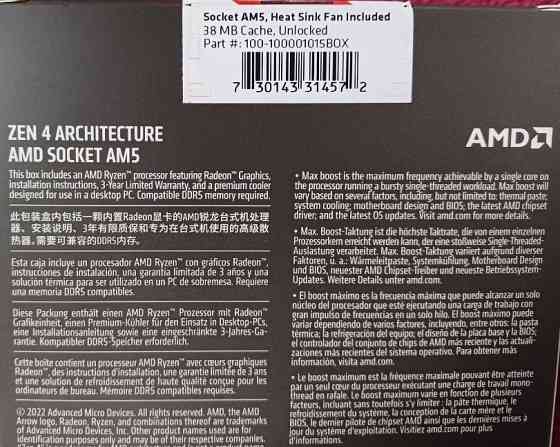 Socket AM5, Heat Sink Fan Included
38 MB Cache, Unlocked
Part #: 100-100001015BOX
7 30143 31457 2
ZEN 4 ARCHITECTURE
AMD SOCKET AM5
AMD
This box includes an AMD Ryzen™ processor featuring Radeon™ Graphics,
installation instructions, 3-Year Limited Warranty, and a premium cooler
designed for use in a desktop PC. Compatible DDR5 memory required.
此包装盒内包括一颗内置Radeon显卡的AMD锐龙台式机处理
器、安装说明、3年有限质保和专为在台式机使用的高级散
热器。需要可兼容的DDR5内存。
Esta caja incluye un procesador AMD Ryzen™ con gráficos Radeon™,
instrucciones de instalación, una garantía limitada de 3 años y una
solución térmica para ser utilizado en un PC de sobremesa. Requiere
una memoria DDR5 compatibles.
Diese Packung enthält einen AMD Ryzen™ Prozessor mit Radeon™
Grafikeinheit, einen Premium-Kühler für den Einsatz in Desktop-PCs,
eine Installationsanleitung sowie eine eingeschränkte 3-Jahres-Ga-
rantie. Kompatibler DDR5-Speicher erforderlich.
Cette boîte contient un processeur AMD Ryzen™ avec cœurs graphiques
Radeon™, des instructions d'installation, une garantie limitée de 3 ans
et une solution de refroidissement de haute qualité conçue pour les
ordinateurs de bureau. Mémoire DDR5 compatibles requises.
© 2022 Advanced Micro Devices. All rights reserved. AMD, the AMD
Arrow logo, Radeon, Ryzen, and combinations thereof are trademarks
of Advanced Micro Devices, Inc. Other product names used are for
identification purposes only and may be of their respective companies.
• Max boost is the maximum frequency achievable by a single core on
the processor running a bursty single-threaded workload. Max boost will
vary based on several factors, including, but not limited to: thermal paste;
system cooling; motherboard design and BIOS; the latest AMD chipset
driver; and the latest OS updates. Visit amd.com for more details.
• Max. Boost-Taktung ist die höchste Taktrate, die von einem einzelnen
Prozessorkern erreicht werden kann, der eine stoßweise Single-Threaded-
Auslastung verarbeitet. Max. Boost-Taktung variiert aufgrund diverser
Faktoren, u. a.: Wärmeleitpaste, Systemkühlung, Motherboard Design
und BIOS, neuester AMD Chipset-Treiber und neueste Betriebssystem-
Updates. Weitere Details unter amd.com.
• El boost máximo es la frecuencia máxima que puede alcanzar un solo
núcleo del procesador que esté ejecutando una carga de trabajo con
gran impulso de frecuencias en un solo hilo. El boost máximo puede
variar dependiendo de varios factores, incluyendo, entre otros: la pasta
térmica; la refrigeración del equipo; el diseño de la placa base y la BIOS;
el controlador del conjunto de chips de AMD más reciente y las actuali-
zaciones más recientes del sistema operativo. Para obtener más
información, visita amd.com.
• Le boost maximum est la fréquence maximale pouvant être atteinte
par un seul cœur du processeur exécutant une charge de travail mono-
thread en rafale. Le boost maximum varie en fonction de plusieurs
facteurs, incluant sans toutefois s'y limiter : la pâte thermique, le
refroidissement du système, la conception de la carte mère et le
BIOS, le dernier pilote de chipset AMD ainsi que les dernières mises à
jour du système d'exploitation. Visitez amd.com pour plus
d'informations.